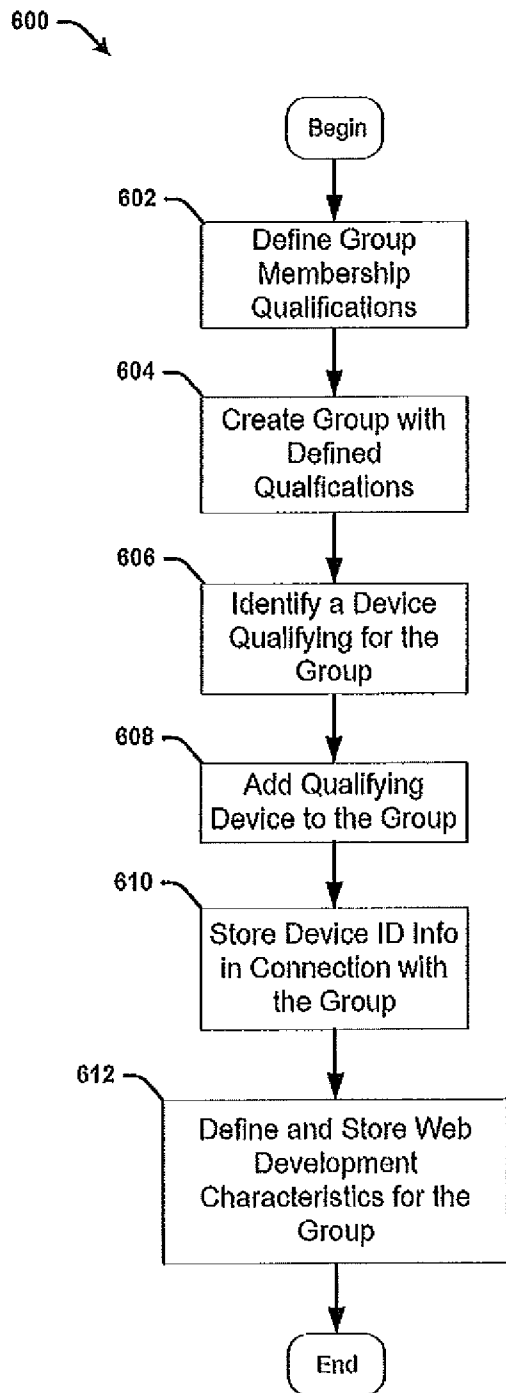 600
Begin
602
Define Group
Membership
Qualifications
604
Create Group with
Defined
Qualfications
606
Identify a Device
Qualifying for the
Group
608
Add Qualifying
Device to the Group
610
Store Device ID Info
in Connection with
the Group
612
Define and Store Web
Development
Characteristics for the
Group
End